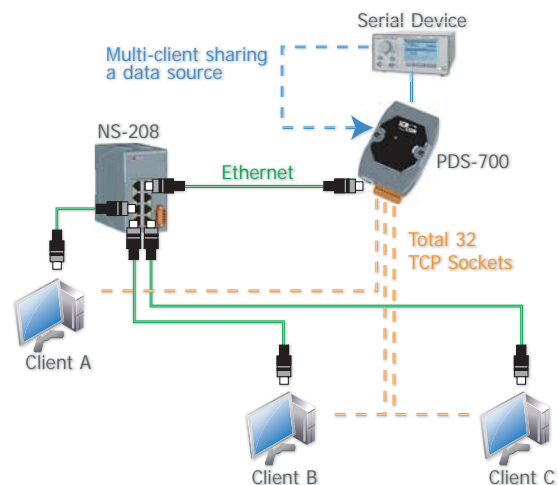 Serial Device
Multi-client sharing
a data source
NS-208
PDS-700
Ethernet
Total 32
TCP Sockets
Client A
Client B
Client C